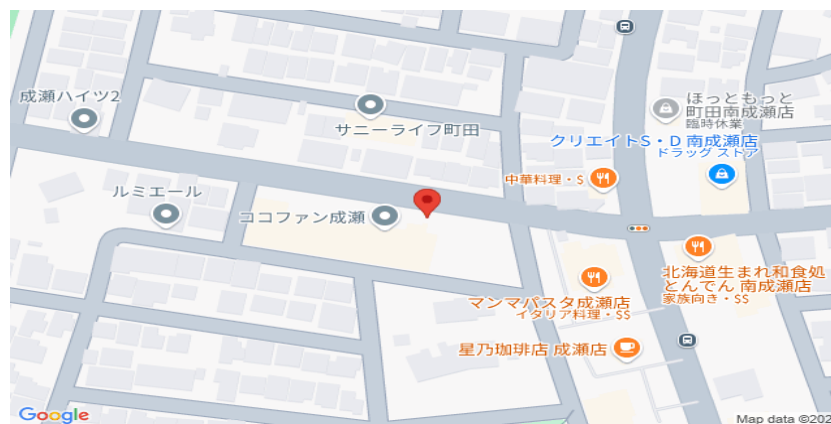 成瀬ハイツ2
サニーライフ町田
ほっともっと
町田南成瀬店
臨時休業
クリエイトS・D 南成瀬店
ドラッグ ストア
中華料理・$
ルミエール
ココファン成瀬
北海道生まれ和食処
とんでん 南成瀬店
家族向き・$$
マンマパスタ成瀬店
イタリア料理・$$
星乃珈琲店 成瀬店
Google
Map data ©202